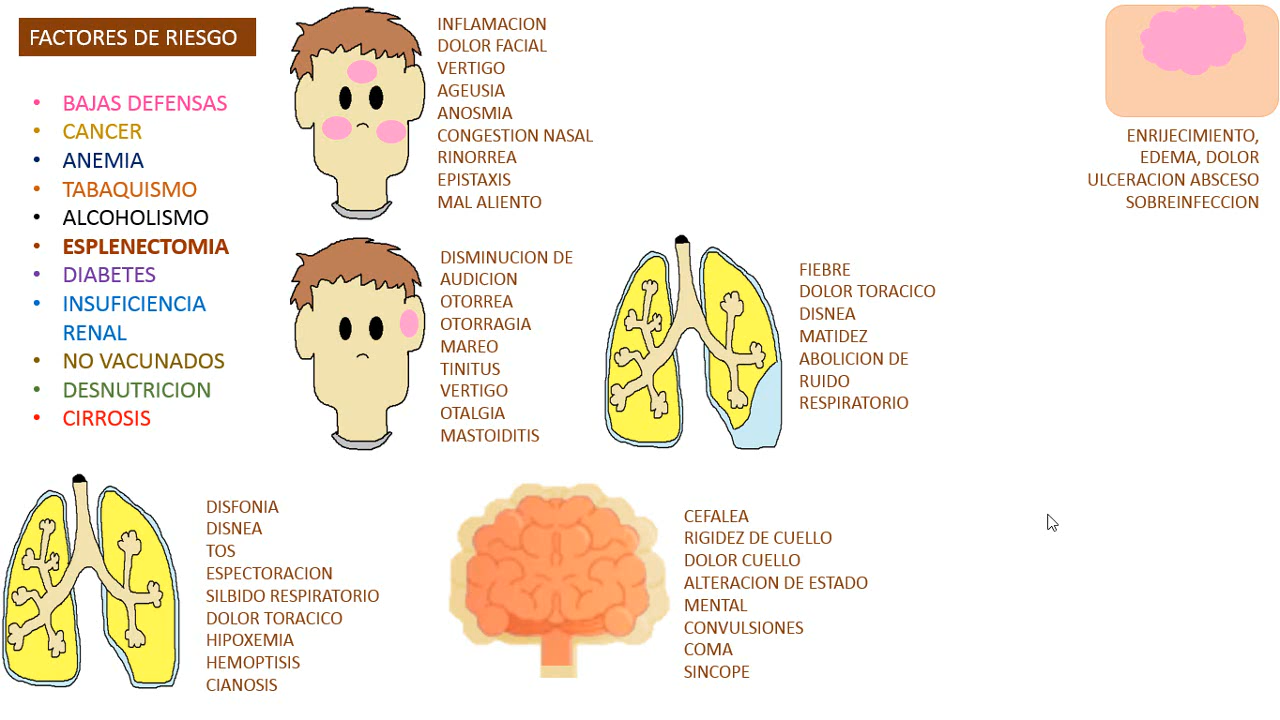 FACTORES DE RIESGO
BAJAS DEFENSAS
CANCER
ANEMIA
TABAQUISMO
ALCOHOLISMO
ESPLENECTOMIA
DIABETES
INSUFICIENCIA
RENAL
NO VACUNADOS
DESNUTRICION
CIRROSIS
INFLAMACION
DOLOR FACIAL
VERTIGO
AGEUSIA
ANOSMIA
CONGESTION NASAL
RINORREA
EPISTAXIS
MAL ALIENTO
ENRIJECIMIENTO,
EDEMA, DOLOR
ULCERACION ABSCESO
SOBREINFECCION
DISMINUCION DE
AUDICION
OTORREA
OTORRAGIA
MAREO
TINITUS
VERTIGO
OTALGIA
MASTOIDITIS
FIEBRE
DOLOR TORACICO
DISNEA
MATIDEZ
ABOLICION DE
RUIDO
RESPIRATORIO
DISFONIA
DISNEA
TOS
ESPECTORACION
SILBIDO RESPIRATORIO
DOLOR TORACICO
HIPOXEMIA
HEMOPTISIS
CIANOSIS
CEFALEA
RIGIDEZ DE CUELLO
DOLOR CUELLO
ALTERACION DE ESTADO
MENTAL
CONVULSIONES
COMA
SINCOPE